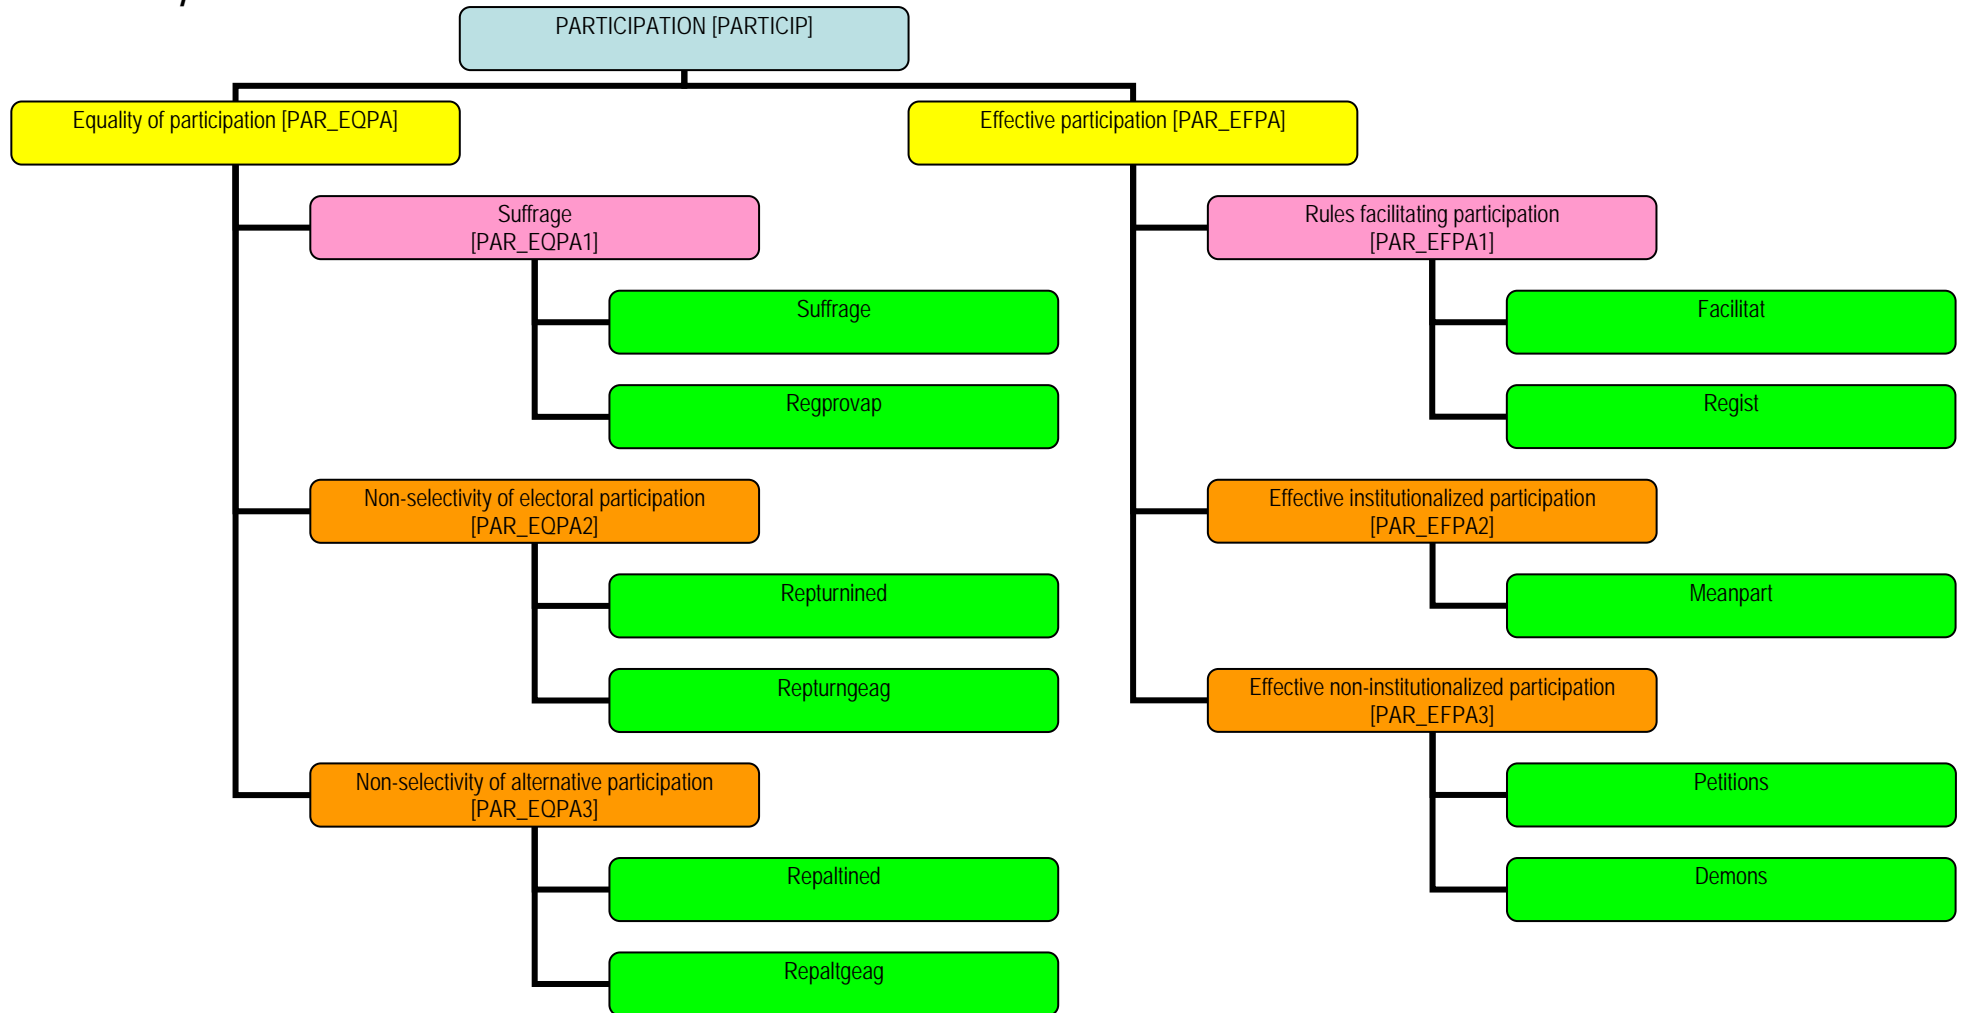 PARTICIPATION [PARTICIP]
Equality of participation [PAR_EQPA]
Effective participation [PAR_EFPA]
Suffrage
[PAR_EQPA1]
Suffrage
Regprovap
Non-selectivity of electoral participation
[PAR_EQPA2]
Repturnined
Repturngeag
Non-selectivity of alternative participation
[PAR_EQPA3]
Repaltined
Repaltgeag
Rules facilitating participation
[PAR_EFPA1]
Facilitat
Regist
Effective institutionalized participation
[PAR_EFPA2]
Meanpart
Effective non-institutionalized participation
[PAR_EFPA3]
Petitions
Demons